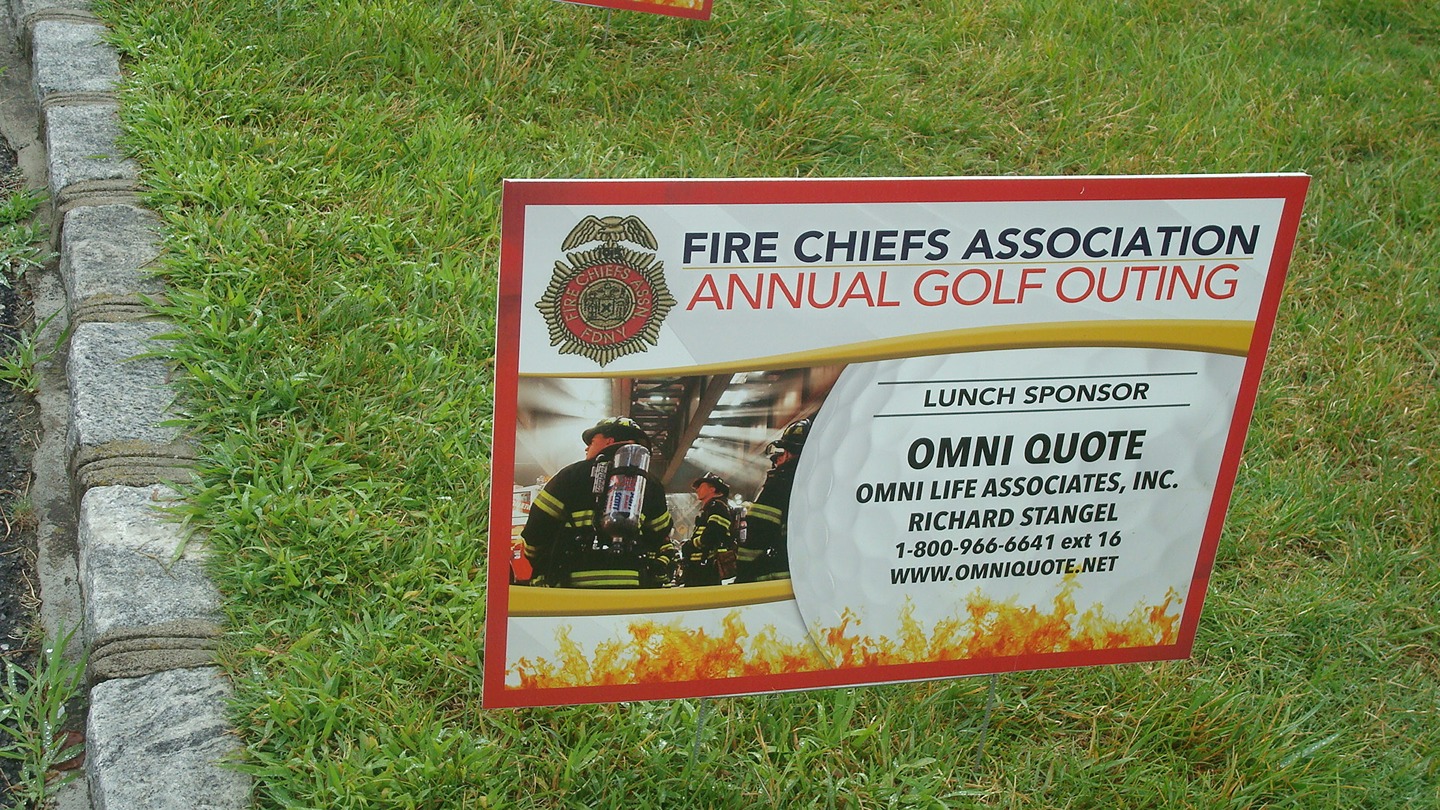 FIRE CHIEFS ASSOCIATION
ANNUAL GOLF OUTING
FIRE CHIEFS ASSN
FDNY
LUNCH SPONSOR
OMNI QUOTE
OMNI LIFE ASSOCIATES, INC.
RICHARD STANGEL
1-800-966-6641 ext 16
WWW.OMNIQUOTE.NET